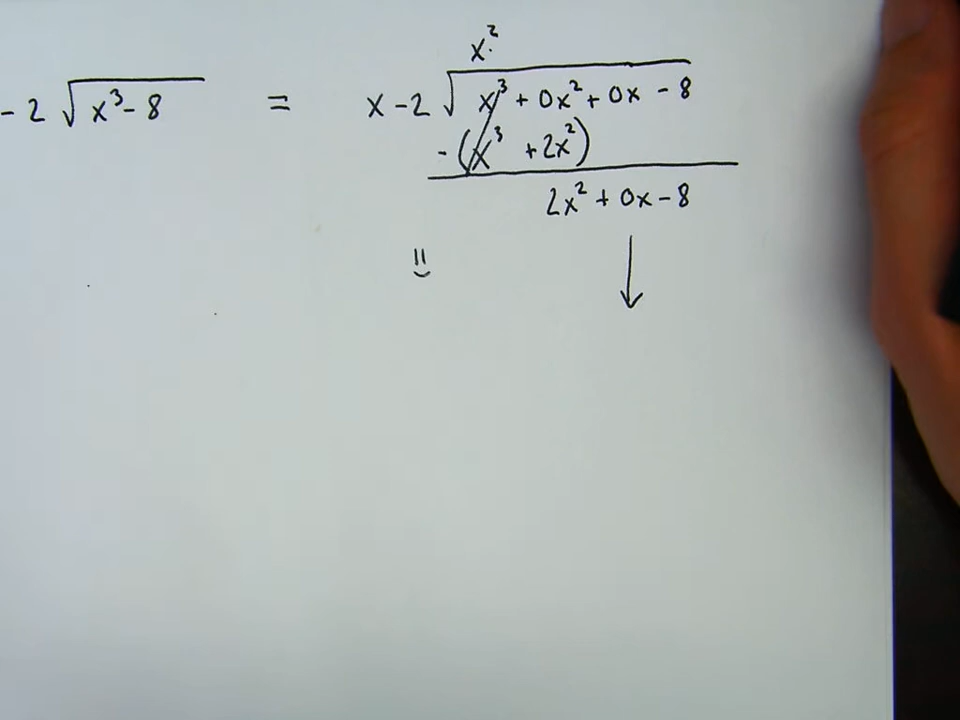 x²
- 2 √ x³ - 8 = x - 2 √ x³ + 0x² + 0x - 8
- (x³ + 2x²)
2x² + 0x - 8